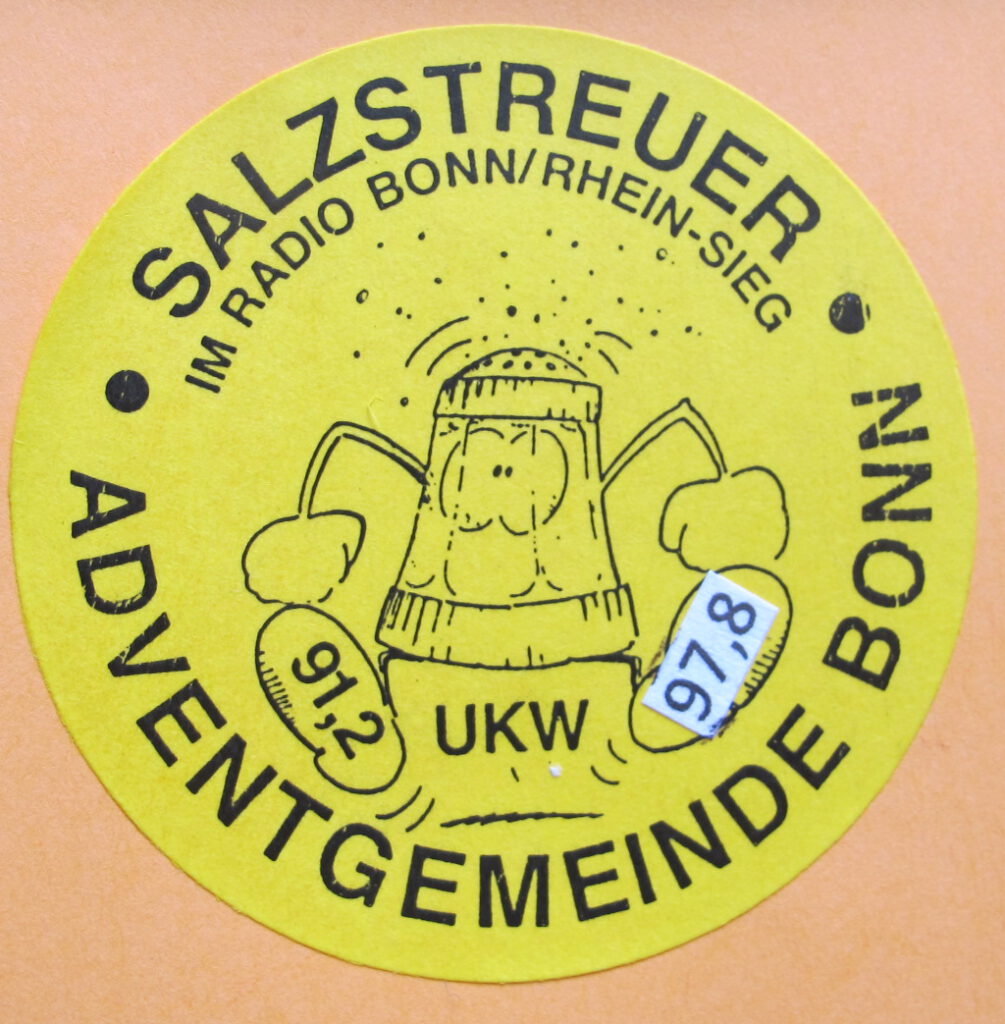 SALZSTREUER
IM RADIO BONN/RHEIN-SIEG
91,2
UKW
97,8
ADVENTGEMEINDE BONN